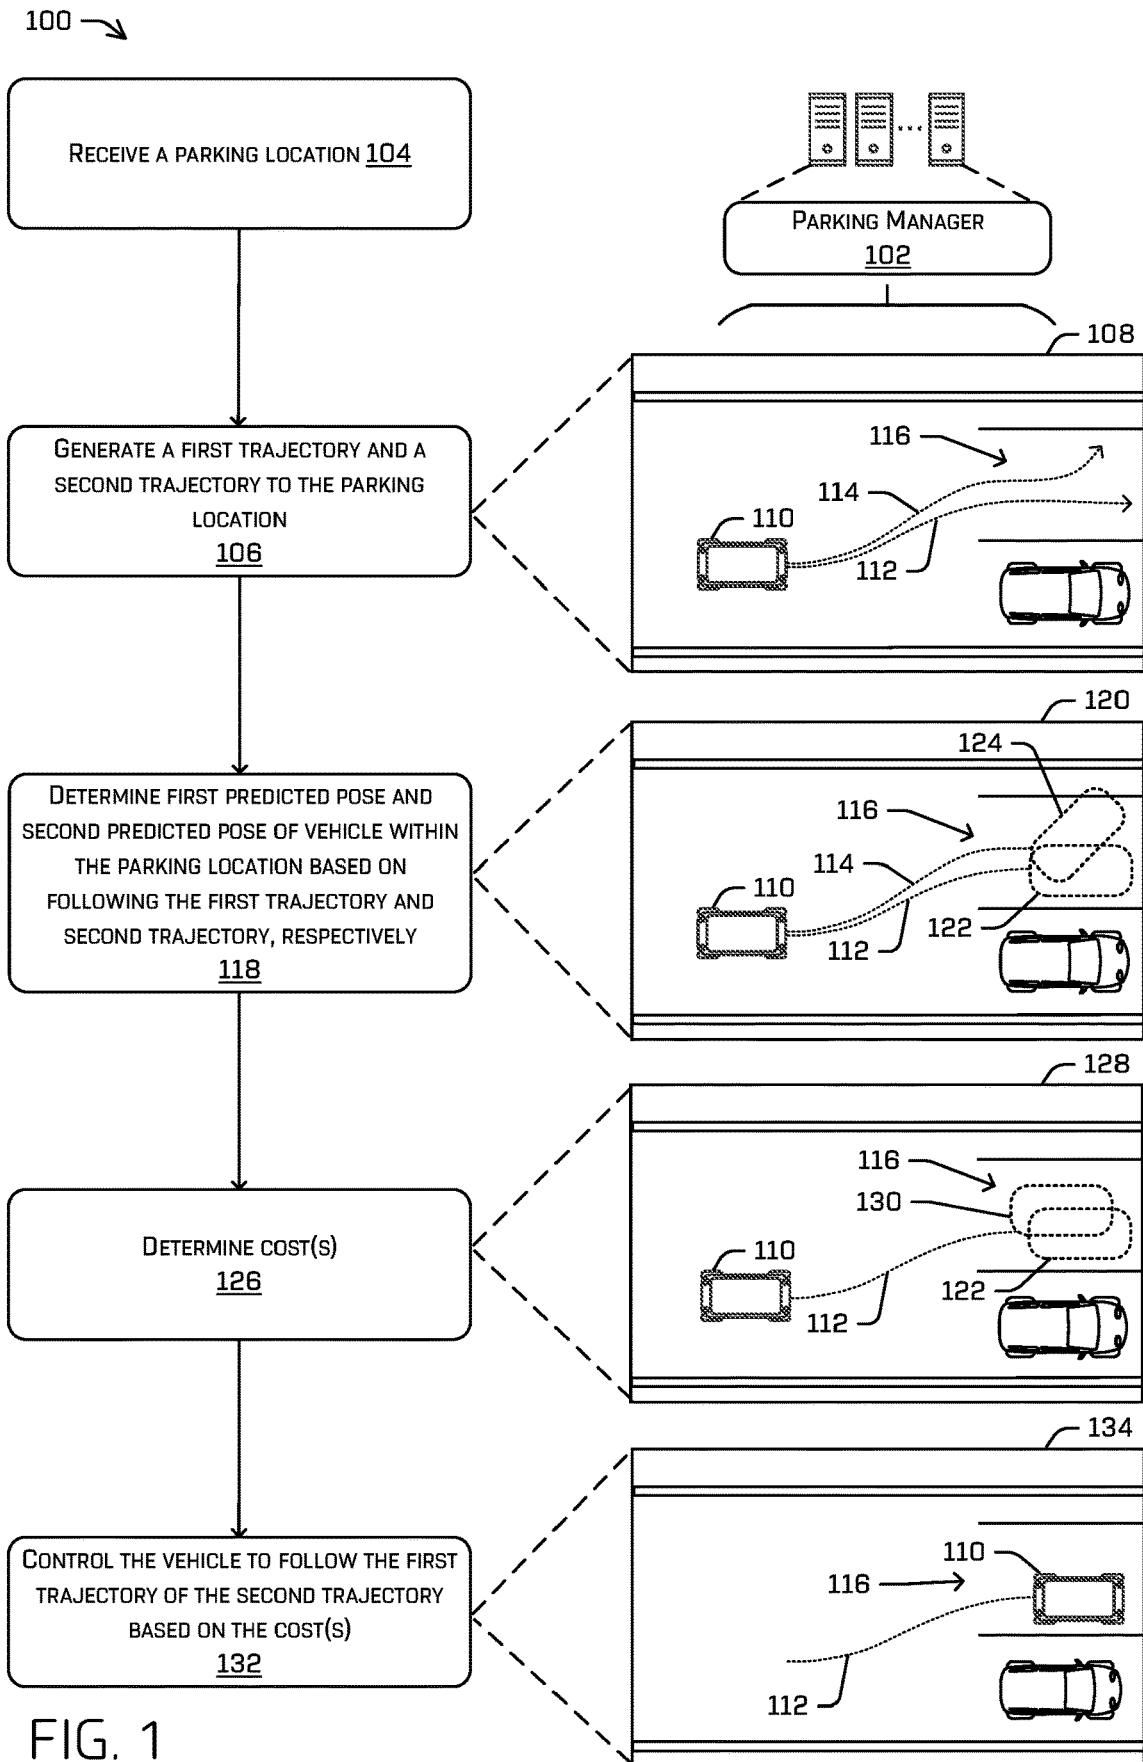 100
RECEIVE A PARKING LOCATION 104
PARKING MANAGER
102
108
GENERATE A FIRST TRAJECTORY AND A
SECOND TRAJECTORY TO THE PARKING
LOCATION
106
116
114
110
112
120
DETERMINE FIRST PREDICTED POSE AND
SECOND PREDICTED POSE OF VEHICLE WITHIN
THE PARKING LOCATION BASED ON
FOLLOWING THE FIRST TRAJECTORY AND
SECOND TRAJECTORY, RESPECTIVELY
118
124
116
114
110
122
112
128
DETERMINE COST(S)
126
116
130
110
122
112
134
CONTROL THE VEHICLE TO FOLLOW THE FIRST
TRAJECTORY OF THE SECOND TRAJECTORY
BASED ON THE COST(S)
132
110
116
112
FIG. 1